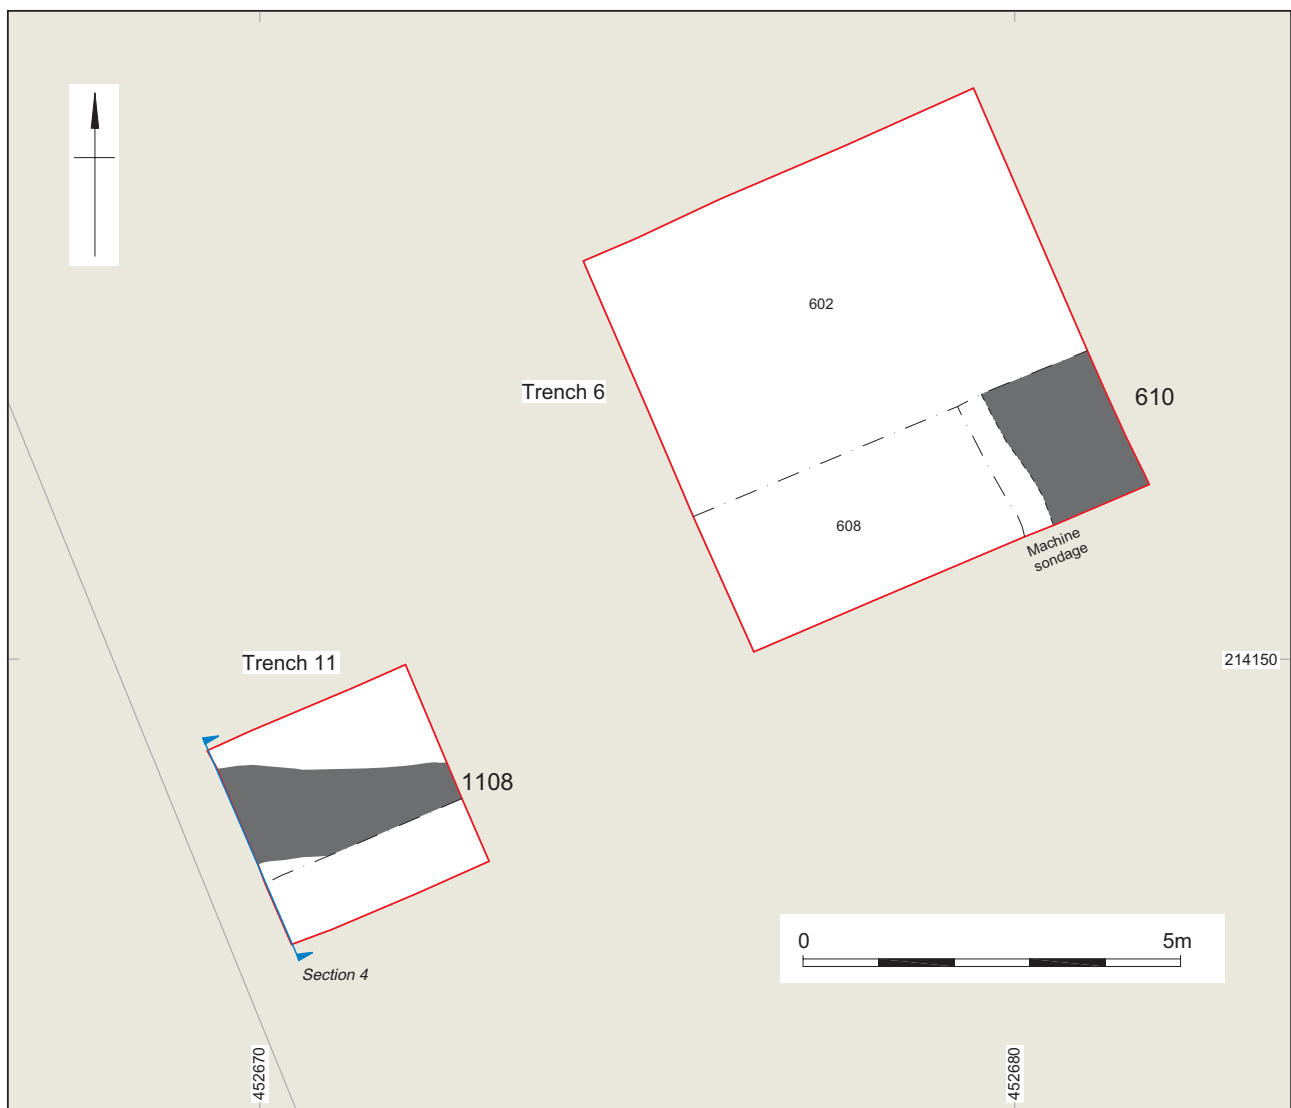 602
Trench 6
610
608
Machine
sondage
Trench 11
214150
1108
0 5m
Section 4
452670
452680